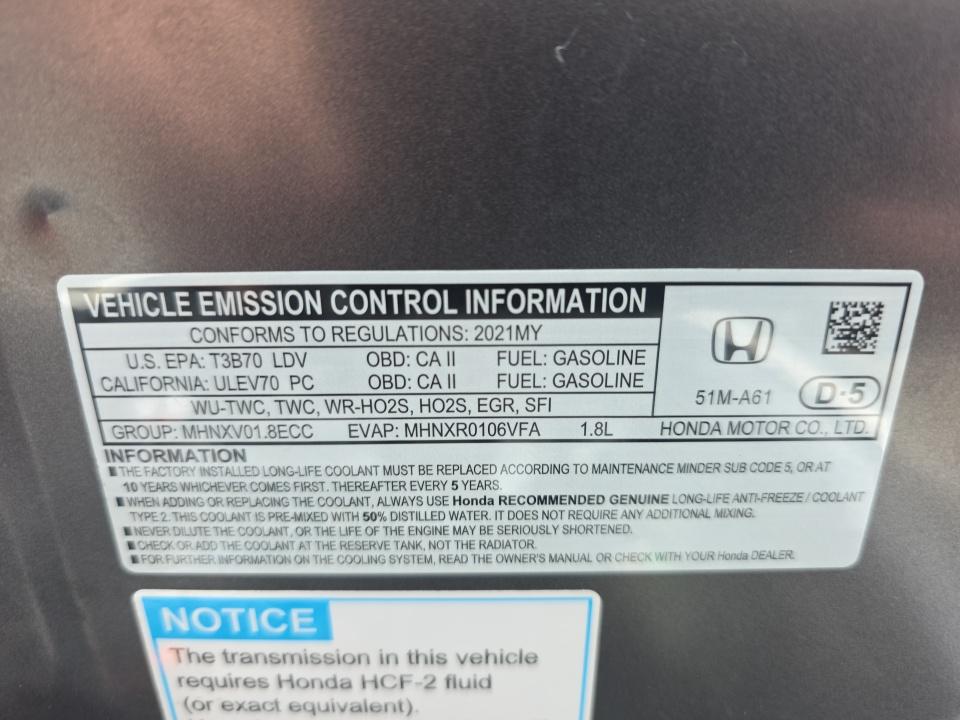 VEHICLE EMISSION CONTROL INFORMATION
CONFORMS TO REGULATIONS: 2021MY
U.S. EPA: T3B70 LDV OBD: CA II FUEL: GASOLINE
CALIFORNIA: ULEV70 PC OBD: CA II FUEL: GASOLINE
WU-TWC, TWC, WR-HO2S, HO2S, EGR, SFI
51M-A61 D-5
GROUP: MHNXV01.8ECC EVAP: MHNXR0106VFA 1.8L HONDA MOTOR CO., LTD.
INFORMATION
■ THE FACTORY INSTALLED LONG-LIFE COOLANT MUST BE REPLACED ACCORDING TO MAINTENANCE MINDER SUB CODE 5, OR AT
10 YEARS WHICHEVER COMES FIRST. THEREAFTER EVERY 5 YEARS.
■ WHEN ADDING OR REPLACING THE COOLANT, ALWAYS USE Honda RECOMMENDED GENUINE LONG-LIFE ANTI-FREEZE / COOLANT
TYPE 2. THIS COOLANT IS PRE-MIXED WITH 50% DISTILLED WATER. IT DOES NOT REQUIRE ANY ADDITIONAL MIXING.
■ NEVER DILUTE THE COOLANT, OR THE LIFE OF THE ENGINE MAY BE SERIOUSLY SHORTENED.
■ CHECK OR ADD THE COOLANT AT THE RESERVE TANK, NOT THE RADIATOR.
■ FOR FURTHER INFORMATION ON THE COOLING SYSTEM, READ THE OWNER'S MANUAL OR CHECK WITH YOUR Honda DEALER.
NOTICE
The transmission in this vehicle
requires Honda HCF-2 fluid
(or exact equivalent).